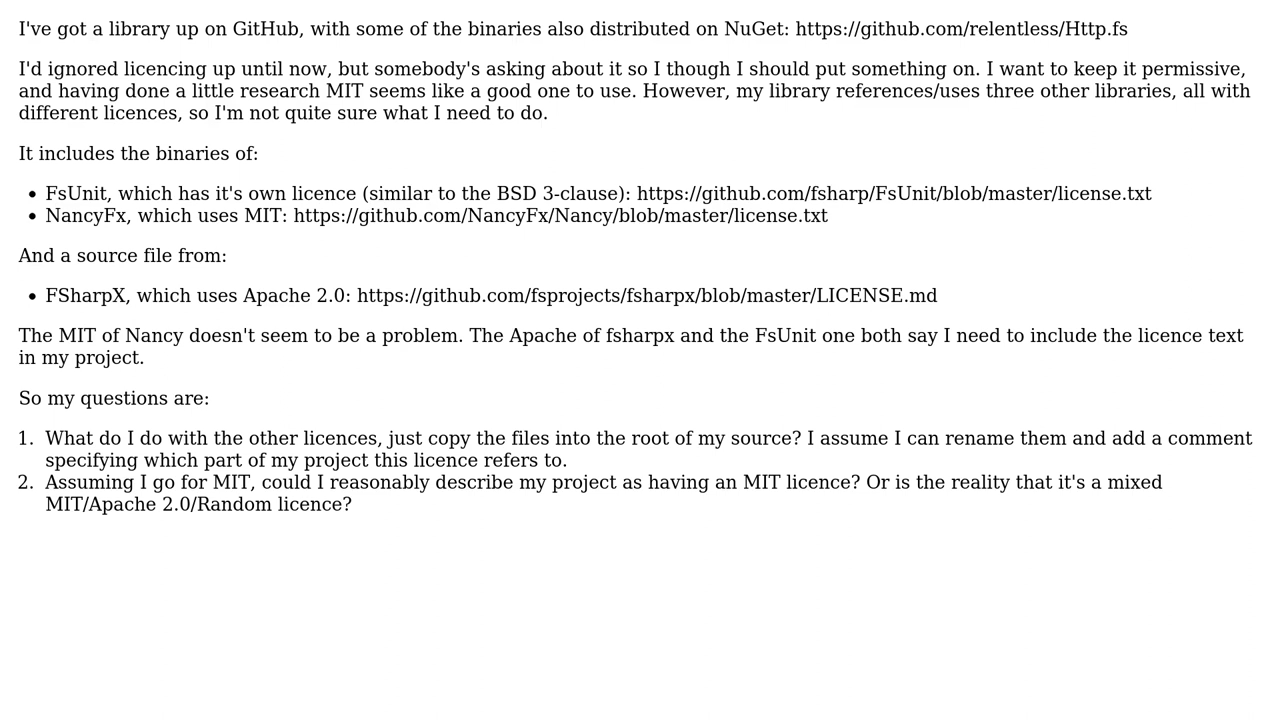 I've got a library up on GitHub, with some of the binaries also distributed on NuGet: https://github.com/relentless/Http.fs
I'd ignored licencing up until now, but somebody's asking about it so I though I should put something on. I want to keep it permissive,
and having done a little research MIT seems like a good one to use. However, my library references/uses three other libraries, all with
different licences, so I'm not quite sure what I need to do.
It includes the binaries of:
• FsUnit, which has it's own licence (similar to the BSD 3-clause): https://github.com/fsharp/FsUnit/blob/master/license.txt
• NancyFx, which uses MIT: https://github.com/NancyFx/Nancy/blob/master/license.txt
And a source file from:
• FSharpX, which uses Apache 2.0: https://github.com/fsprojects/fsharpx/blob/master/LICENSE.md
The MIT of Nancy doesn't seem to be a problem. The Apache of fsharpx and the FsUnit one both say I need to include the licence text
in my project.
So my questions are:
1. What do I do with the other licences, just copy the files into the root of my source? I assume I can rename them and add a comment
specifying which part of my project this licence refers to.
2. Assuming I go for MIT, could I reasonably describe my project as having an MIT licence? Or is the reality that it's a mixed
MIT/Apache 2.0/Random licence?